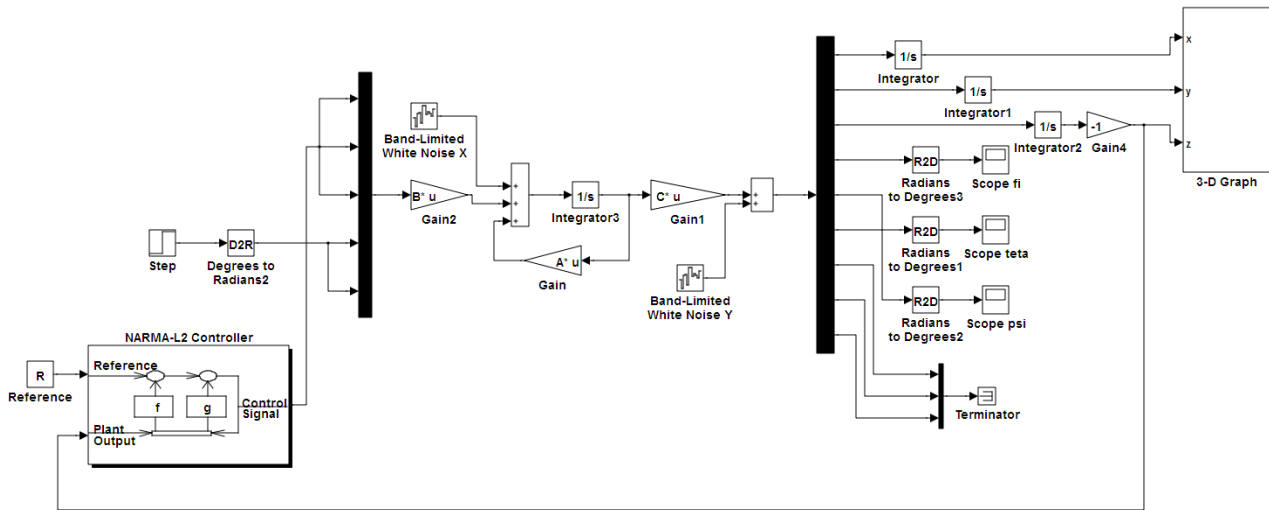 x
1/s
Integrator
y
1/s
Integrator1
z
1/s
Integrator2
-1
Gain4
3-D Graph
R2D
Radians
to Degrees3
Scope fi
R2D
Radians
to Degrees1
Scope teta
R2D
Radians
to Degrees2
Scope psi
Terminator
Band-Limited
White Noise X
B* u
Gain2
+
+
+
1/s
Integrator3
C* u
Gain1
+
+
A* u
Gain
Band-Limited
White Noise Y
Step
D2R
Degrees to
Radians2
NARMA-L2 Controller
R
Reference
Reference
f
g
Control
Signal
Plant
Output